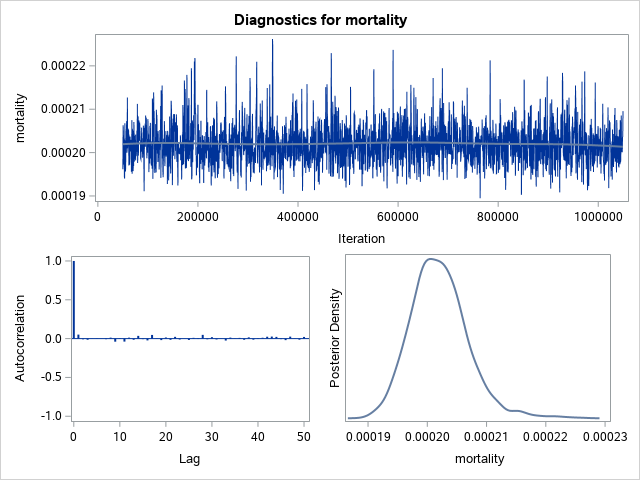 Diagnostics for mortality
mortality
0.00022
0.00021
0.00020
0.00019
0 200000 400000 600000 800000 1000000
Iteration
Autocorrelation
1.0
0.5
0.0
-0.5
-1.0
0 10 20 30 40 50
Lag
Posterior Density
0.00019 0.00020 0.00021 0.00022 0.00023
mortality